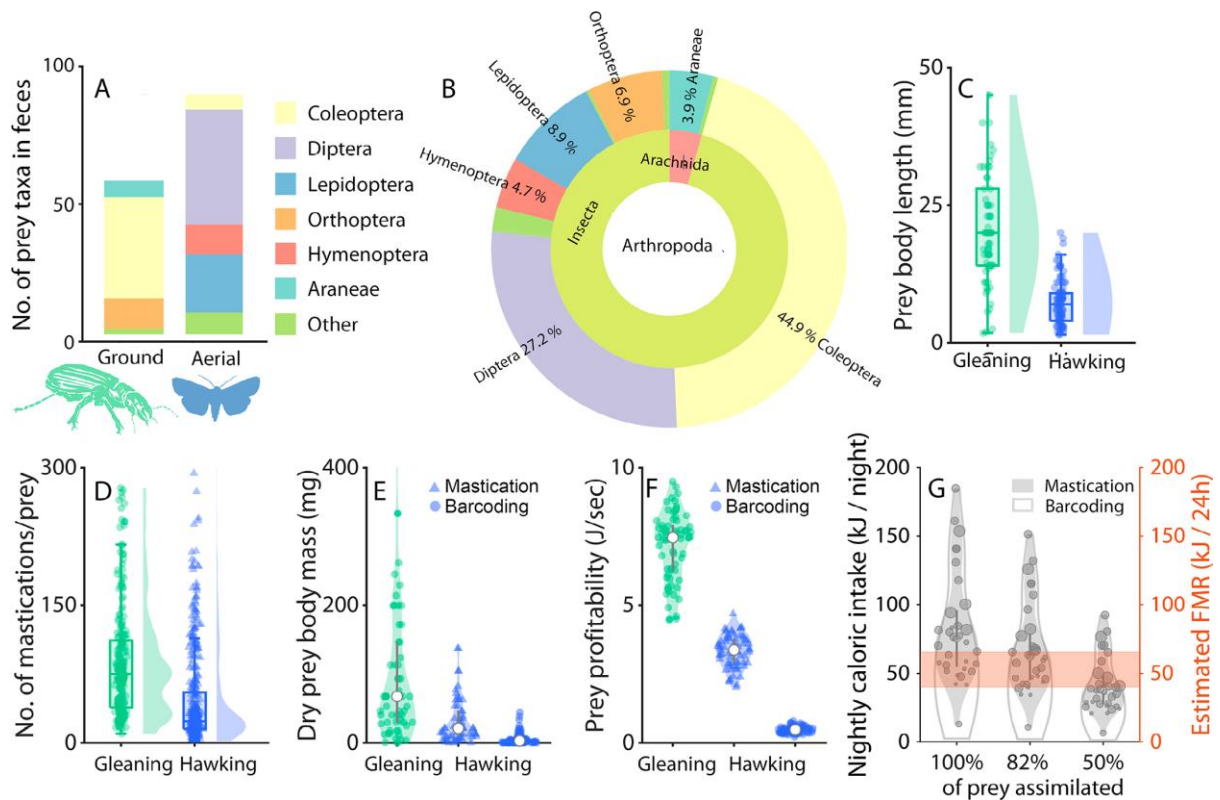 A
No. of prey taxa in feces
100
50
0
Ground
Aerial
Coleoptera
Diptera
Lepidoptera
Orthoptera
Hymenoptera
Araneae
Other
B
Arthropoda
Insecta
Arachnida
3.9 % Araneae
44.9 % Coleoptera
Diptera 27.2 %
Hymenoptera 4.7 %
Lepidoptera 8.9 %
Orthoptera 6.9 %
C
Prey body length (mm)
50
25
0
Gleaning
Hawking
D
No. of mastications/prey
300
150
0
Gleaning
Hawking
E
Dry prey body mass (mg)
400
200
0
Mastication
Barcoding
Gleaning
Hawking
F
Prey profitability (J/sec)
10
5
0
Mastication
Barcoding
Gleaning
Hawking
G
Nightly caloric intake (kJ / night)
200
150
100
50
0
Mastication
Barcoding
200
150
100
50
0
Estimated FMR (kJ / 24h)
100%
82%
50%
of prey assimilated